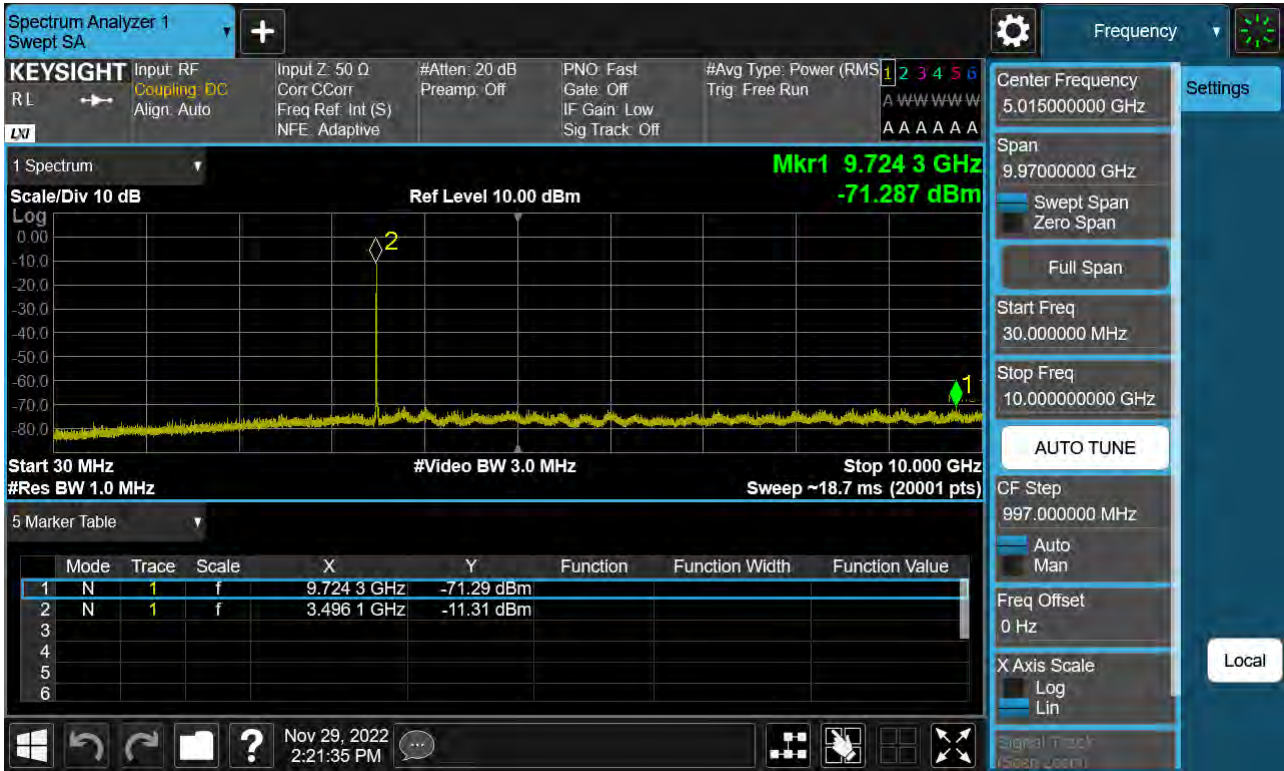 Spectrum Analyzer 1
Swept SA
+
Frequency
KEYSIGHT
RL
LXI
Input: RF
Coupling: DC
Align: Auto
Input Z: 50 Ω
Corr CCorr
Freq Ref: Int (S)
NFE: Adaptive
#Atten: 20 dB
Preamp: Off
PNO: Fast
Gate: Off
IF Gain: Low
Sig Track: Off
#Avg Type: Power (RMS
Trig: Free Run
1 2 3 4 5 6
A W W W W W
A A A A A A
1 Spectrum
Mkr1 9.724 3 GHz
Scale/Div 10 dB
Ref Level 10.00 dBm
-71.287 dBm
Log
0.00
-10.0
-20.0
-30.0
-40.0
-50.0
-60.0
-70.0
-80.0
2
1
Start 30 MHz
#Video BW 3.0 MHz
Stop 10.000 GHz
#Res BW 1.0 MHz
Sweep ~18.7 ms (20001 pts)
5 Marker Table
Mode Trace Scale X Y Function Function Width Function Value
1 N 1 f 9.724 3 GHz -71.29 dBm
2 N 1 f 3.496 1 GHz -11.31 dBm
3
4
5
6
?
Nov 29, 2022
2:21:35 PM
Center Frequency
5.015000000 GHz
Span
9.97000000 GHz
Swept Span
Zero Span
Full Span
Start Freq
30.000000 MHz
Stop Freq
10.000000000 GHz
AUTO TUNE
CF Step
997.000000 MHz
Auto
Man
Freq Offset
0 Hz
X Axis Scale
Log
Lin
Signal Track
(Span Zoom)
Settings
Local